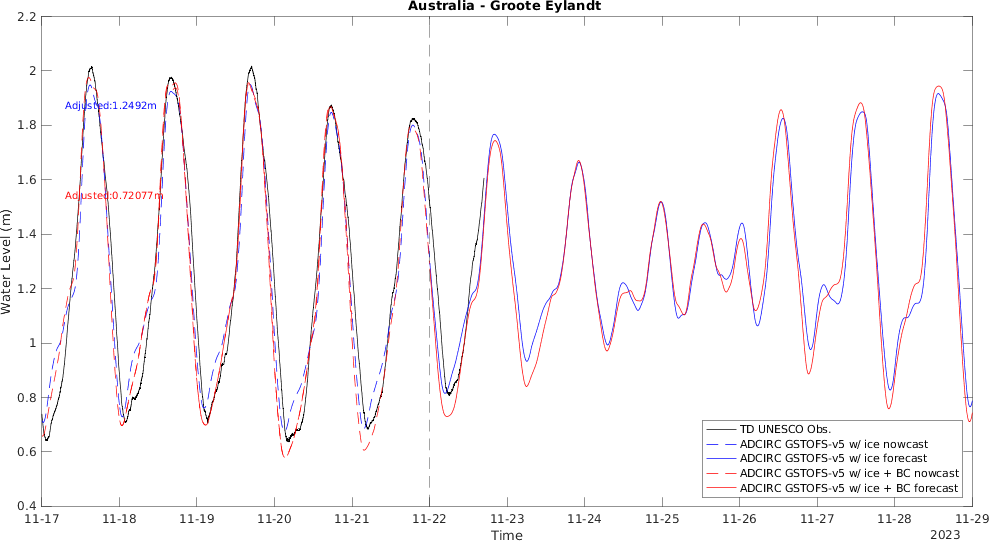 Australia - Groote Eylandt
2.2
2
1.8
1.6
1.4
1.2
1
0.8
0.6
0.4
Water Level (m)
Adjusted:1.2492m
Adjusted:0.72077m
TD UNESCO Obs.
ADCIRC GSTOFS-v5 w/ ice nowcast
ADCIRC GSTOFS-v5 w/ ice forecast
ADCIRC GSTOFS-v5 w/ ice + BC nowcast
ADCIRC GSTOFS-v5 w/ ice + BC forecast
11-17 11-18 11-19 11-20 11-21 11-22 11-23 11-24 11-25 11-26 11-27 11-28 11-29
Time
2023